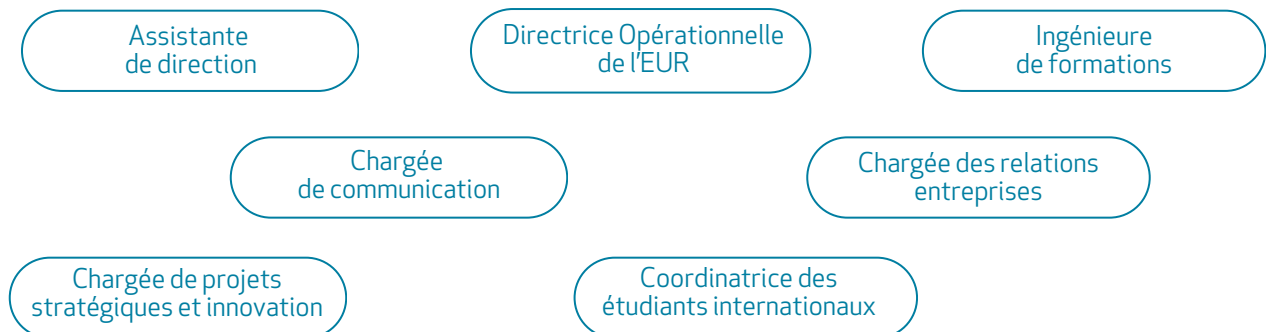 Assistante
de direction
Directrice Opérationnelle
de l'EUR
Ingénieure
de formations
Chargée
de communication
Chargée des relations
entreprises
Chargée de projets
stratégiques et innovation
Coordinatrice des
étudiants internationaux